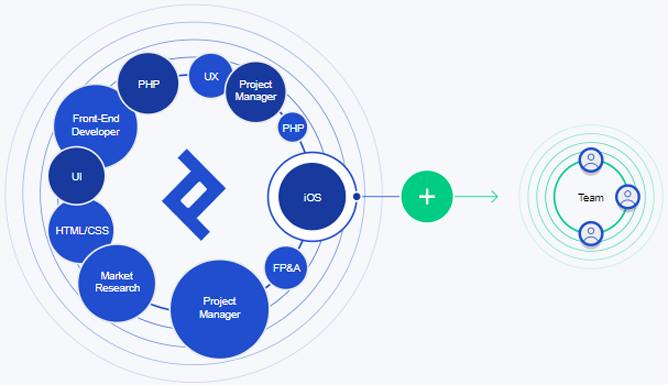 UX
PHP
Project
Manager
Front-End
Developer
PHP
UI
iOS
Team
HTML/CSS
FP&A
Market
Research
Project
Manager